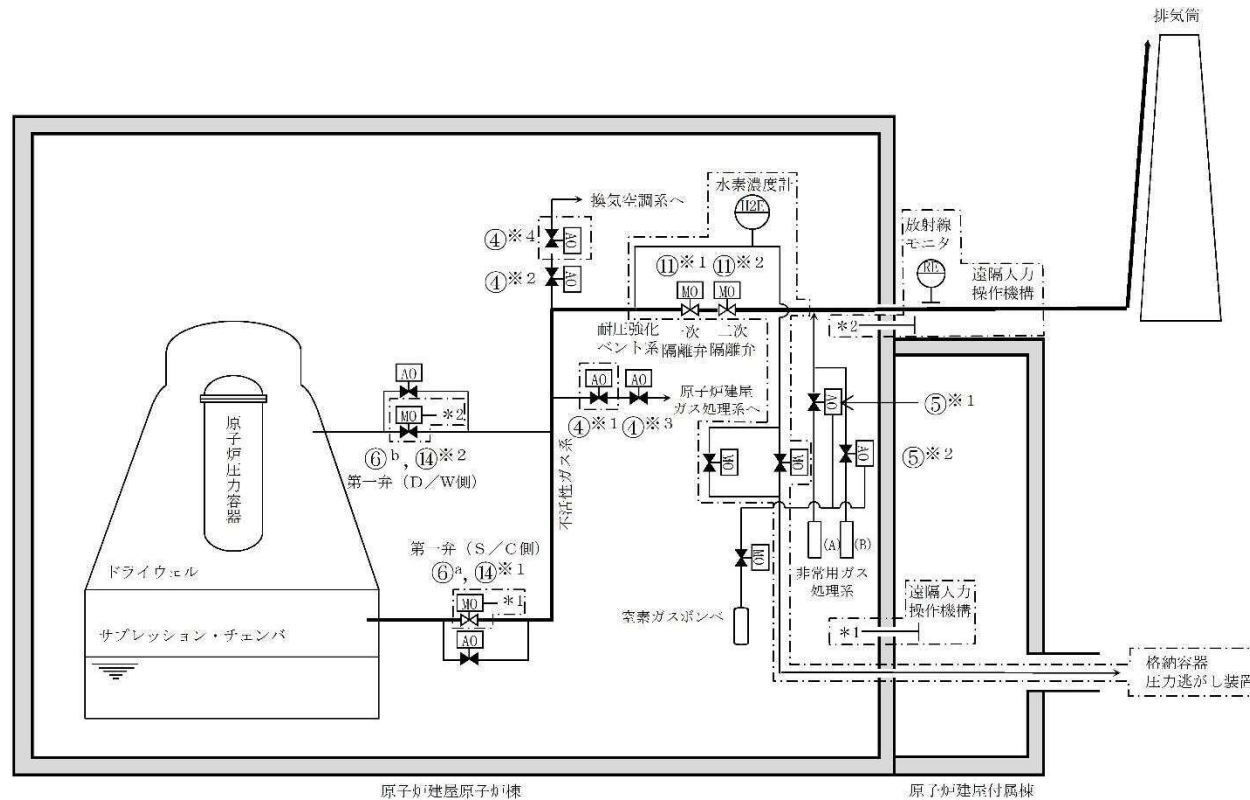 排気筒
水素濃度計
換気空調系へ
H2E
放射線
モニタ
④※4
AO
⑪※1
⑪※2
遠隔人力
操作機構
RE
④※2
AO
MO
MO
耐圧強化
ベント系
一次
隔離弁
二次
隔離弁
*2
AO
AO
AO
原子炉建屋
ガス処理系へ
AO
⑤※1
MO
*2
④※1
④※3
原子炉圧力容器
⑥b, ⑭※2
第一弁(D/W側)
不活性ガス系
MO
MO
AO
⑤※2
第一弁(S/C側)
⑥a, ⑭※1
ドライウェル
(A)
(B)
MO
非常用ガス
処理系
MO
*1
遠隔人力
操作機構
サプレッション・チェンバ
窒素ガスボンベ
*1
AO
格納容器
圧力逃がし装置
原子炉建屋原子炉棟
原子炉建屋付属棟